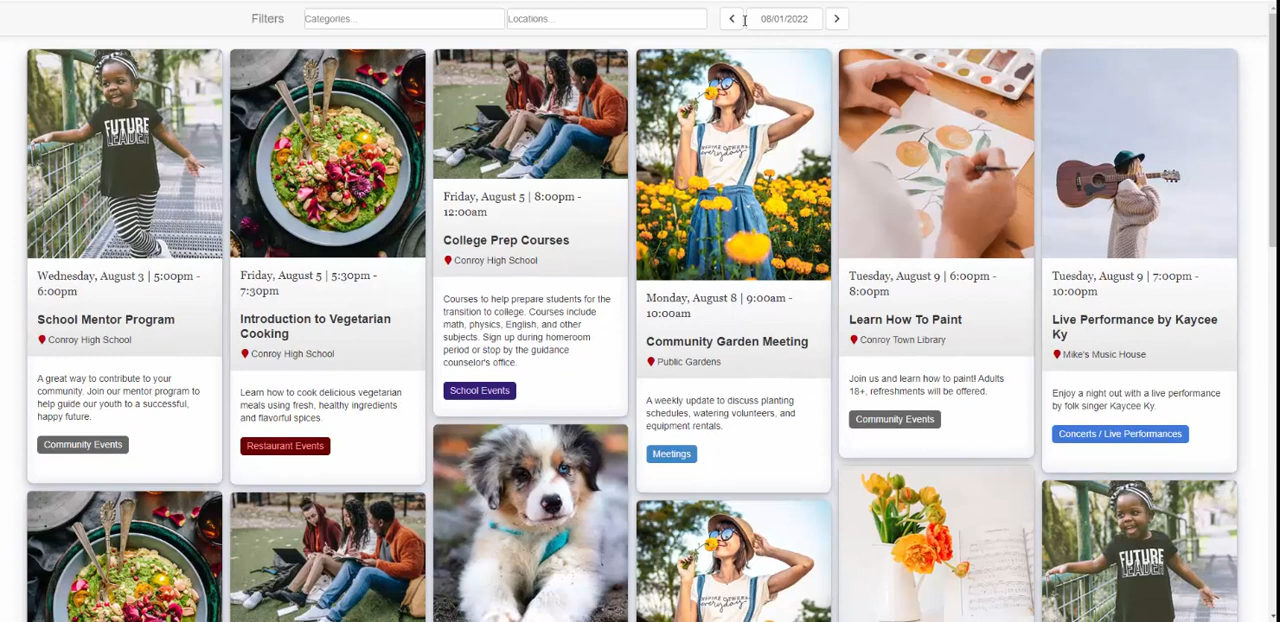 Filters
Categories...
Locations...
08/01/2022
FUTURE
LEADER
Wednesday, August 3 | 5:00pm -
6:00pm
School Mentor Program
Conroy High School
A great way to contribute to your
community. Join our mentor program to
help guide our youth to a successful,
happy future.
Community Events
Friday, August 5 | 5:30pm -
7:30pm
Introduction to Vegetarian
Cooking
Conroy High School
Learn how to cook delicious vegetarian
meals using fresh, healthy ingredients
and flavorful spices.
Restaurant Events
Friday, August 5 | 8:00pm -
12:00am
College Prep Courses
Conroy High School
Courses to help prepare students for the
transition to college. Courses include
math, physics, English, and other
subjects. Sign up during homeroom
period or stop by the guidance
counselor's office.
School Events
everyday
Monday, August 8 | 9:00am -
10:00am
Community Garden Meeting
Public Gardens
A weekly update to discuss planting
schedules, watering volunteers, and
equipment rentals.
Meetings
Tuesday, August 9 | 6:00pm -
8:00pm
Learn How To Paint
Conroy Town Library
Join us and learn how to paint! Adults
18+, refreshments will be offered.
Community Events
Tuesday, August 9 | 7:00pm -
10:00pm
Live Performance by Kaycee
Ky
Mike's Music House
Enjoy a night out with a live performance
by folk singer Kaycee Ky.
Concerts / Live Performances
everyday
FUTURE
LEADER